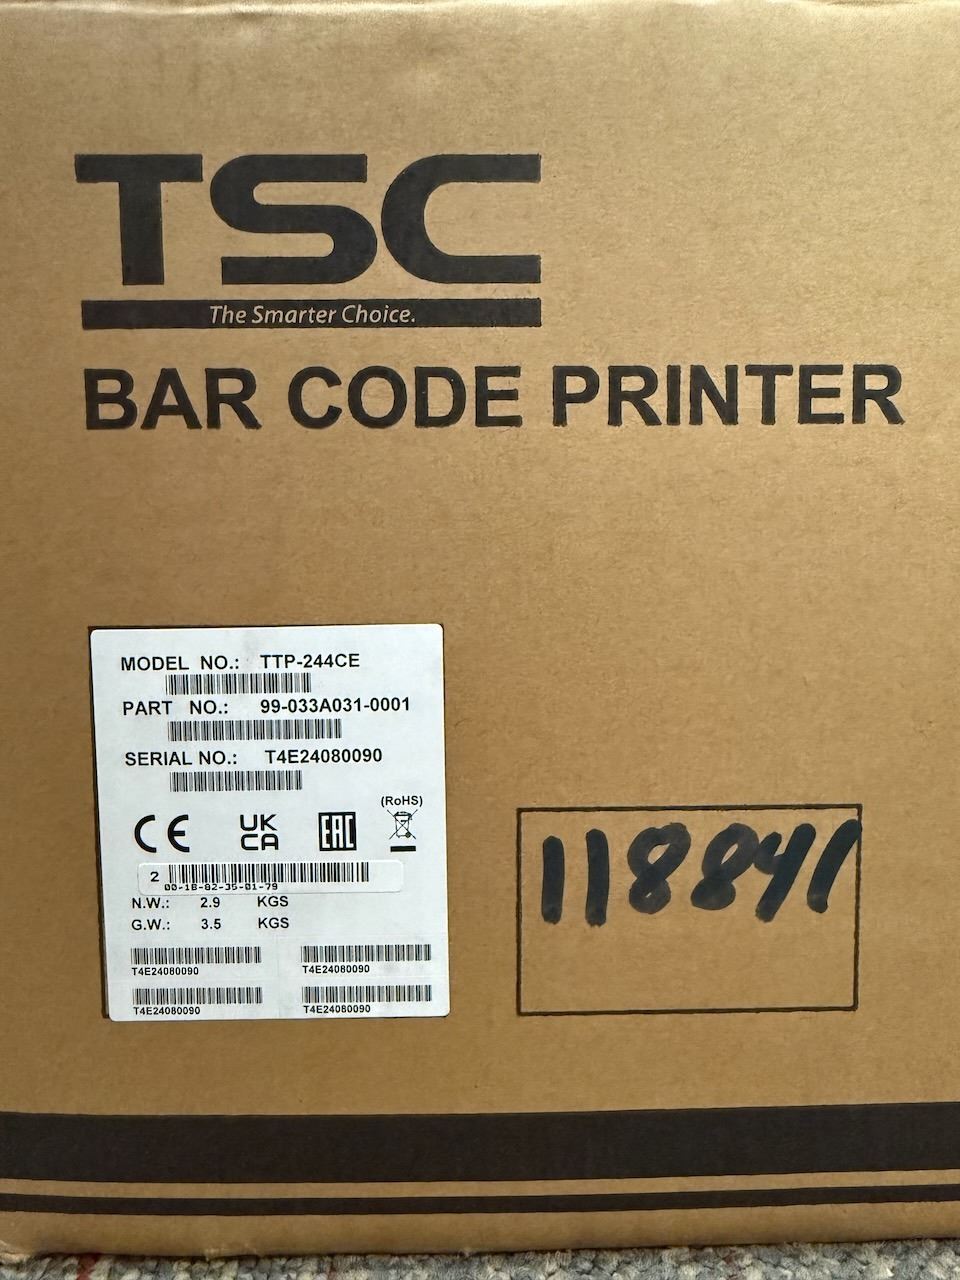 TSC
The Smarter Choice.
BAR CODE PRINTER
MODEL NO.: TTP-244CE
PART NO.: 99-033A031-0001
SERIAL NO.: T4E24080090
(RoHS)
CE UK CA EAC
2
00-1B-82-35-01-79
N.W.: 2.9 KGS
G.W.: 3.5 KGS
T4E24080090 T4E24080090
T4E24080090 T4E24080090
118841